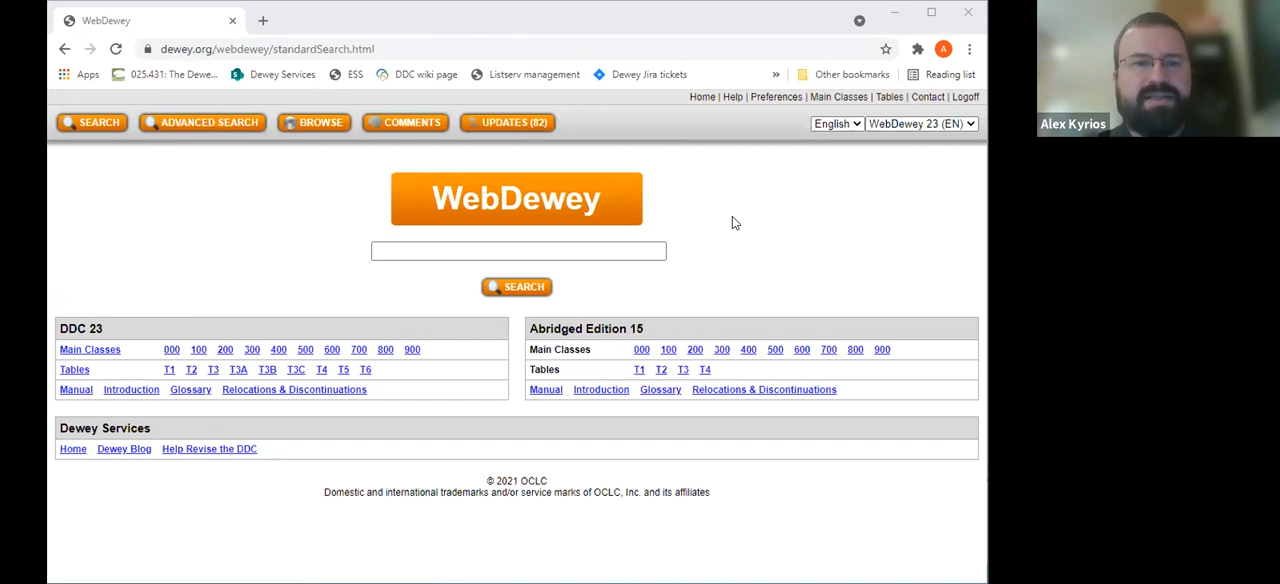 WebDewey
dewey.org/webdewey/standardSearch.html
A
Apps 025.431: The Dewe... Dewey Services ESS DDC wiki page Listserv management Dewey Jira tickets » Other bookmarks Reading list
Home | Help | Preferences | Main Classes | Tables | Contact | Logoff
SEARCH ADVANCED SEARCH BROWSE COMMENTS UPDATES (82) English WebDewey 23 (EN)
Alex Kyrios
WebDewey
SEARCH
DDC 23
Main Classes 000 100 200 300 400 500 600 700 800 900
Tables T1 T2 T3 T3A T3B T3C T4 T5 T6
Manual Introduction Glossary Relocations & Discontinuations
Abridged Edition 15
Main Classes 000 100 200 300 400 500 600 700 800 900
Tables T1 T2 T3 T4
Manual Introduction Glossary Relocations & Discontinuations
Dewey Services
Home Dewey Blog Help Revise the DDC
© 2021 OCLC
Domestic and international trademarks and/or service marks of OCLC, Inc. and its affiliates